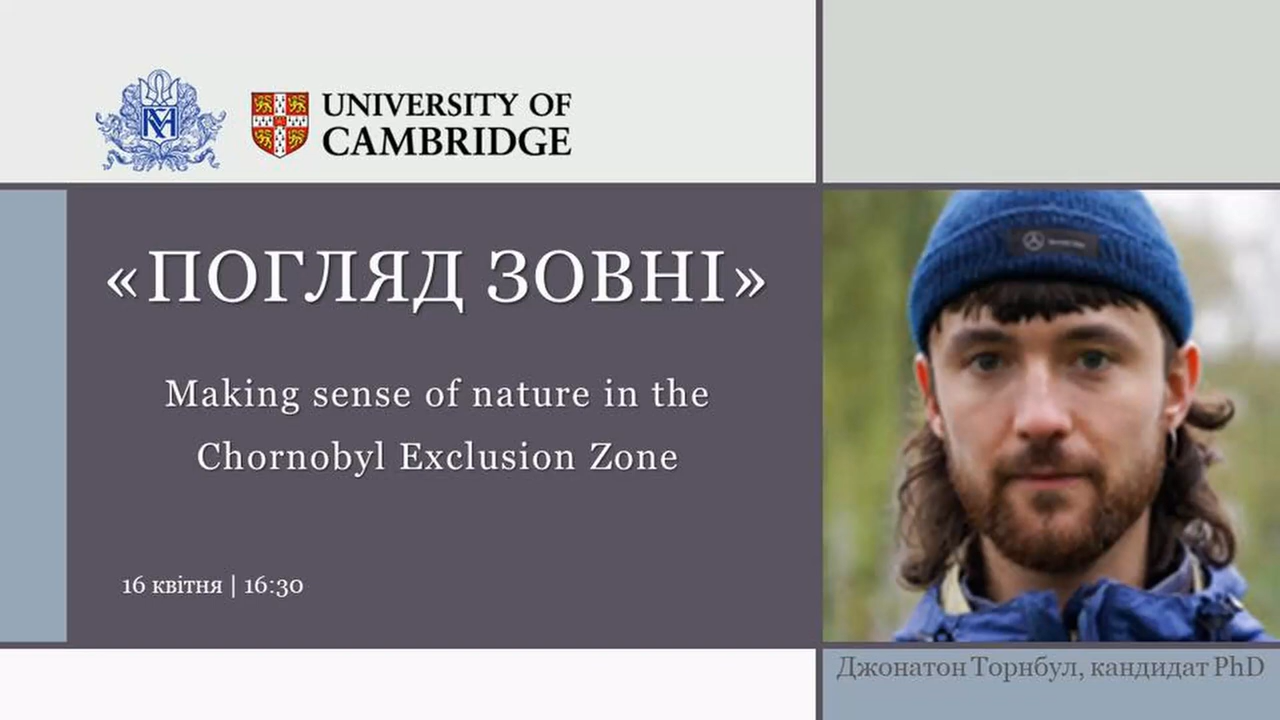 UNIVERSITY OF
CAMBRIDGE
«ПОГЛЯД ЗОВНІ»
Making sense of nature in the
Chornobyl Exclusion Zone
16 квітня | 16:30
Джонатон Торнбул, кандидат PhD